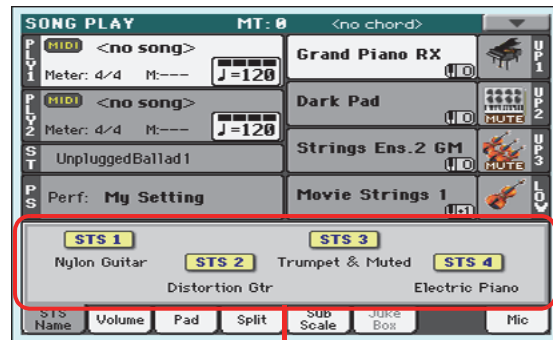 SONG PLAY MT: 0 <no chord>
PLY1
MIDI <no song>
Meter: 4/4 M:--- ♩=120
Grand Piano RX
UP1
PLY2
MIDI <no song>
Meter: 4/4 M:--- ♩=120
Dark Pad
MUTE
UP2
ST
UnpluggedBallad1
Strings Ens.2 GM
MUTE
UP3
PS
Perf: My Setting
Movie Strings 1
+1
LOW
STS 1 STS 3
Nylon Guitar STS 2 Trumpet & Muted STS 4
Distortion Gtr Electric Piano
STS Name Volume Pad Split Sub Scale Juke Box Mic